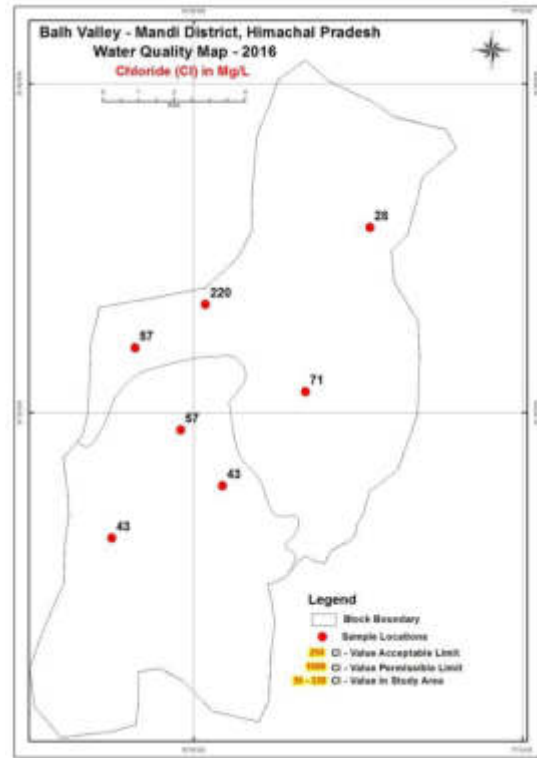 Balh Valley - Mandi District, Himachal Pradesh
Water Quality Map - 2016
Chloride (Cl) in Mg/L
28
220
57
71
57
43
43
Legend
Block Boundary
Sample Locations
250 Cl - Value Acceptable Limit
1000 Cl - Value Permissible Limit
Cl - Value in Study Area